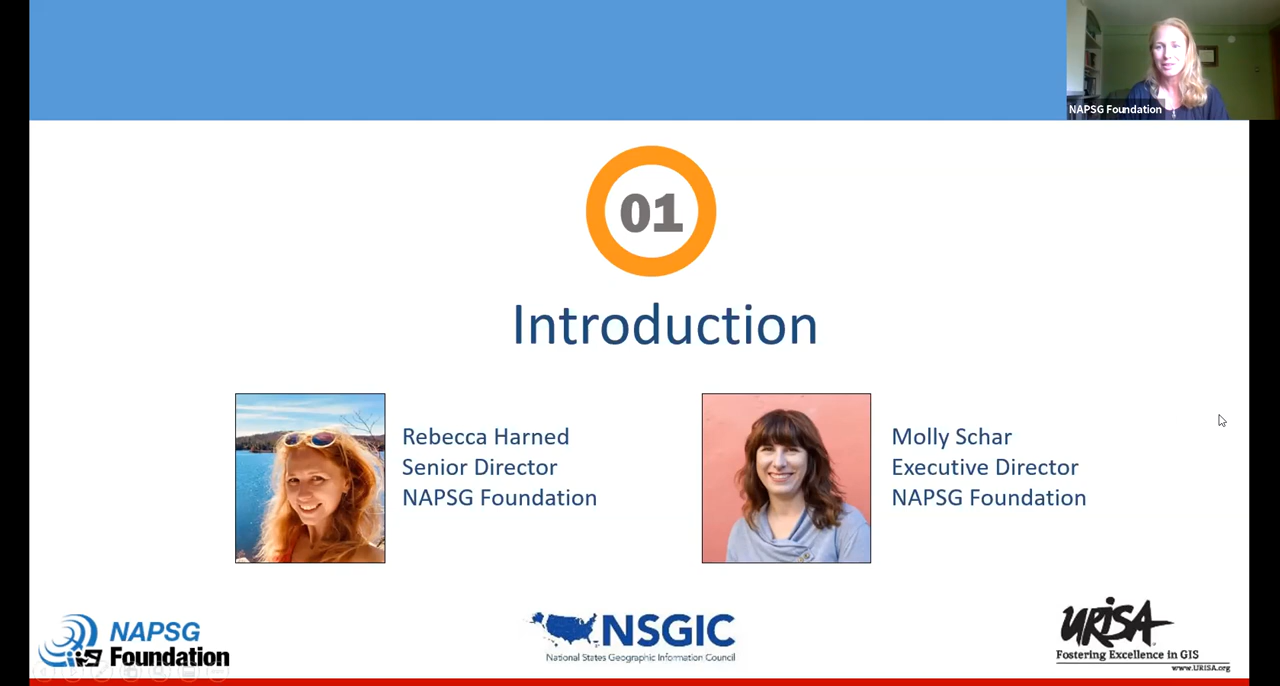 NAPSG Foundation
01
Introduction
Rebecca Harned
Senior Director
NAPSG Foundation
Molly Schar
Executive Director
NAPSG Foundation
NAPSG
Foundation
NSGIC
National States Geographic Information Council
URISA
Fostering Excellence in GIS
www.URISA.org